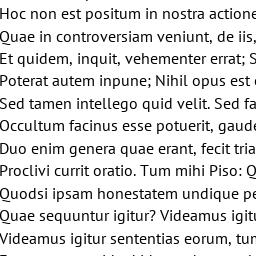 Hoc non est positum in nostra actione
Quae in controversiam veniunt, de iis,
Et quidem, inquit, vehementer errat; S
Poterat autem inpune; Nihil opus est
Sed tamen intellego quid velit. Sed fa
Occultum facinus esse potuerit, gaude
Duo enim genera quae erant, fecit tria
Proclivi currit oratio. Tum mihi Piso: Q
Quodsi ipsam honestatem undique pe
Quae sequuntur igitur? Videamus igitu
Videamus igitur sententias eorum, tum